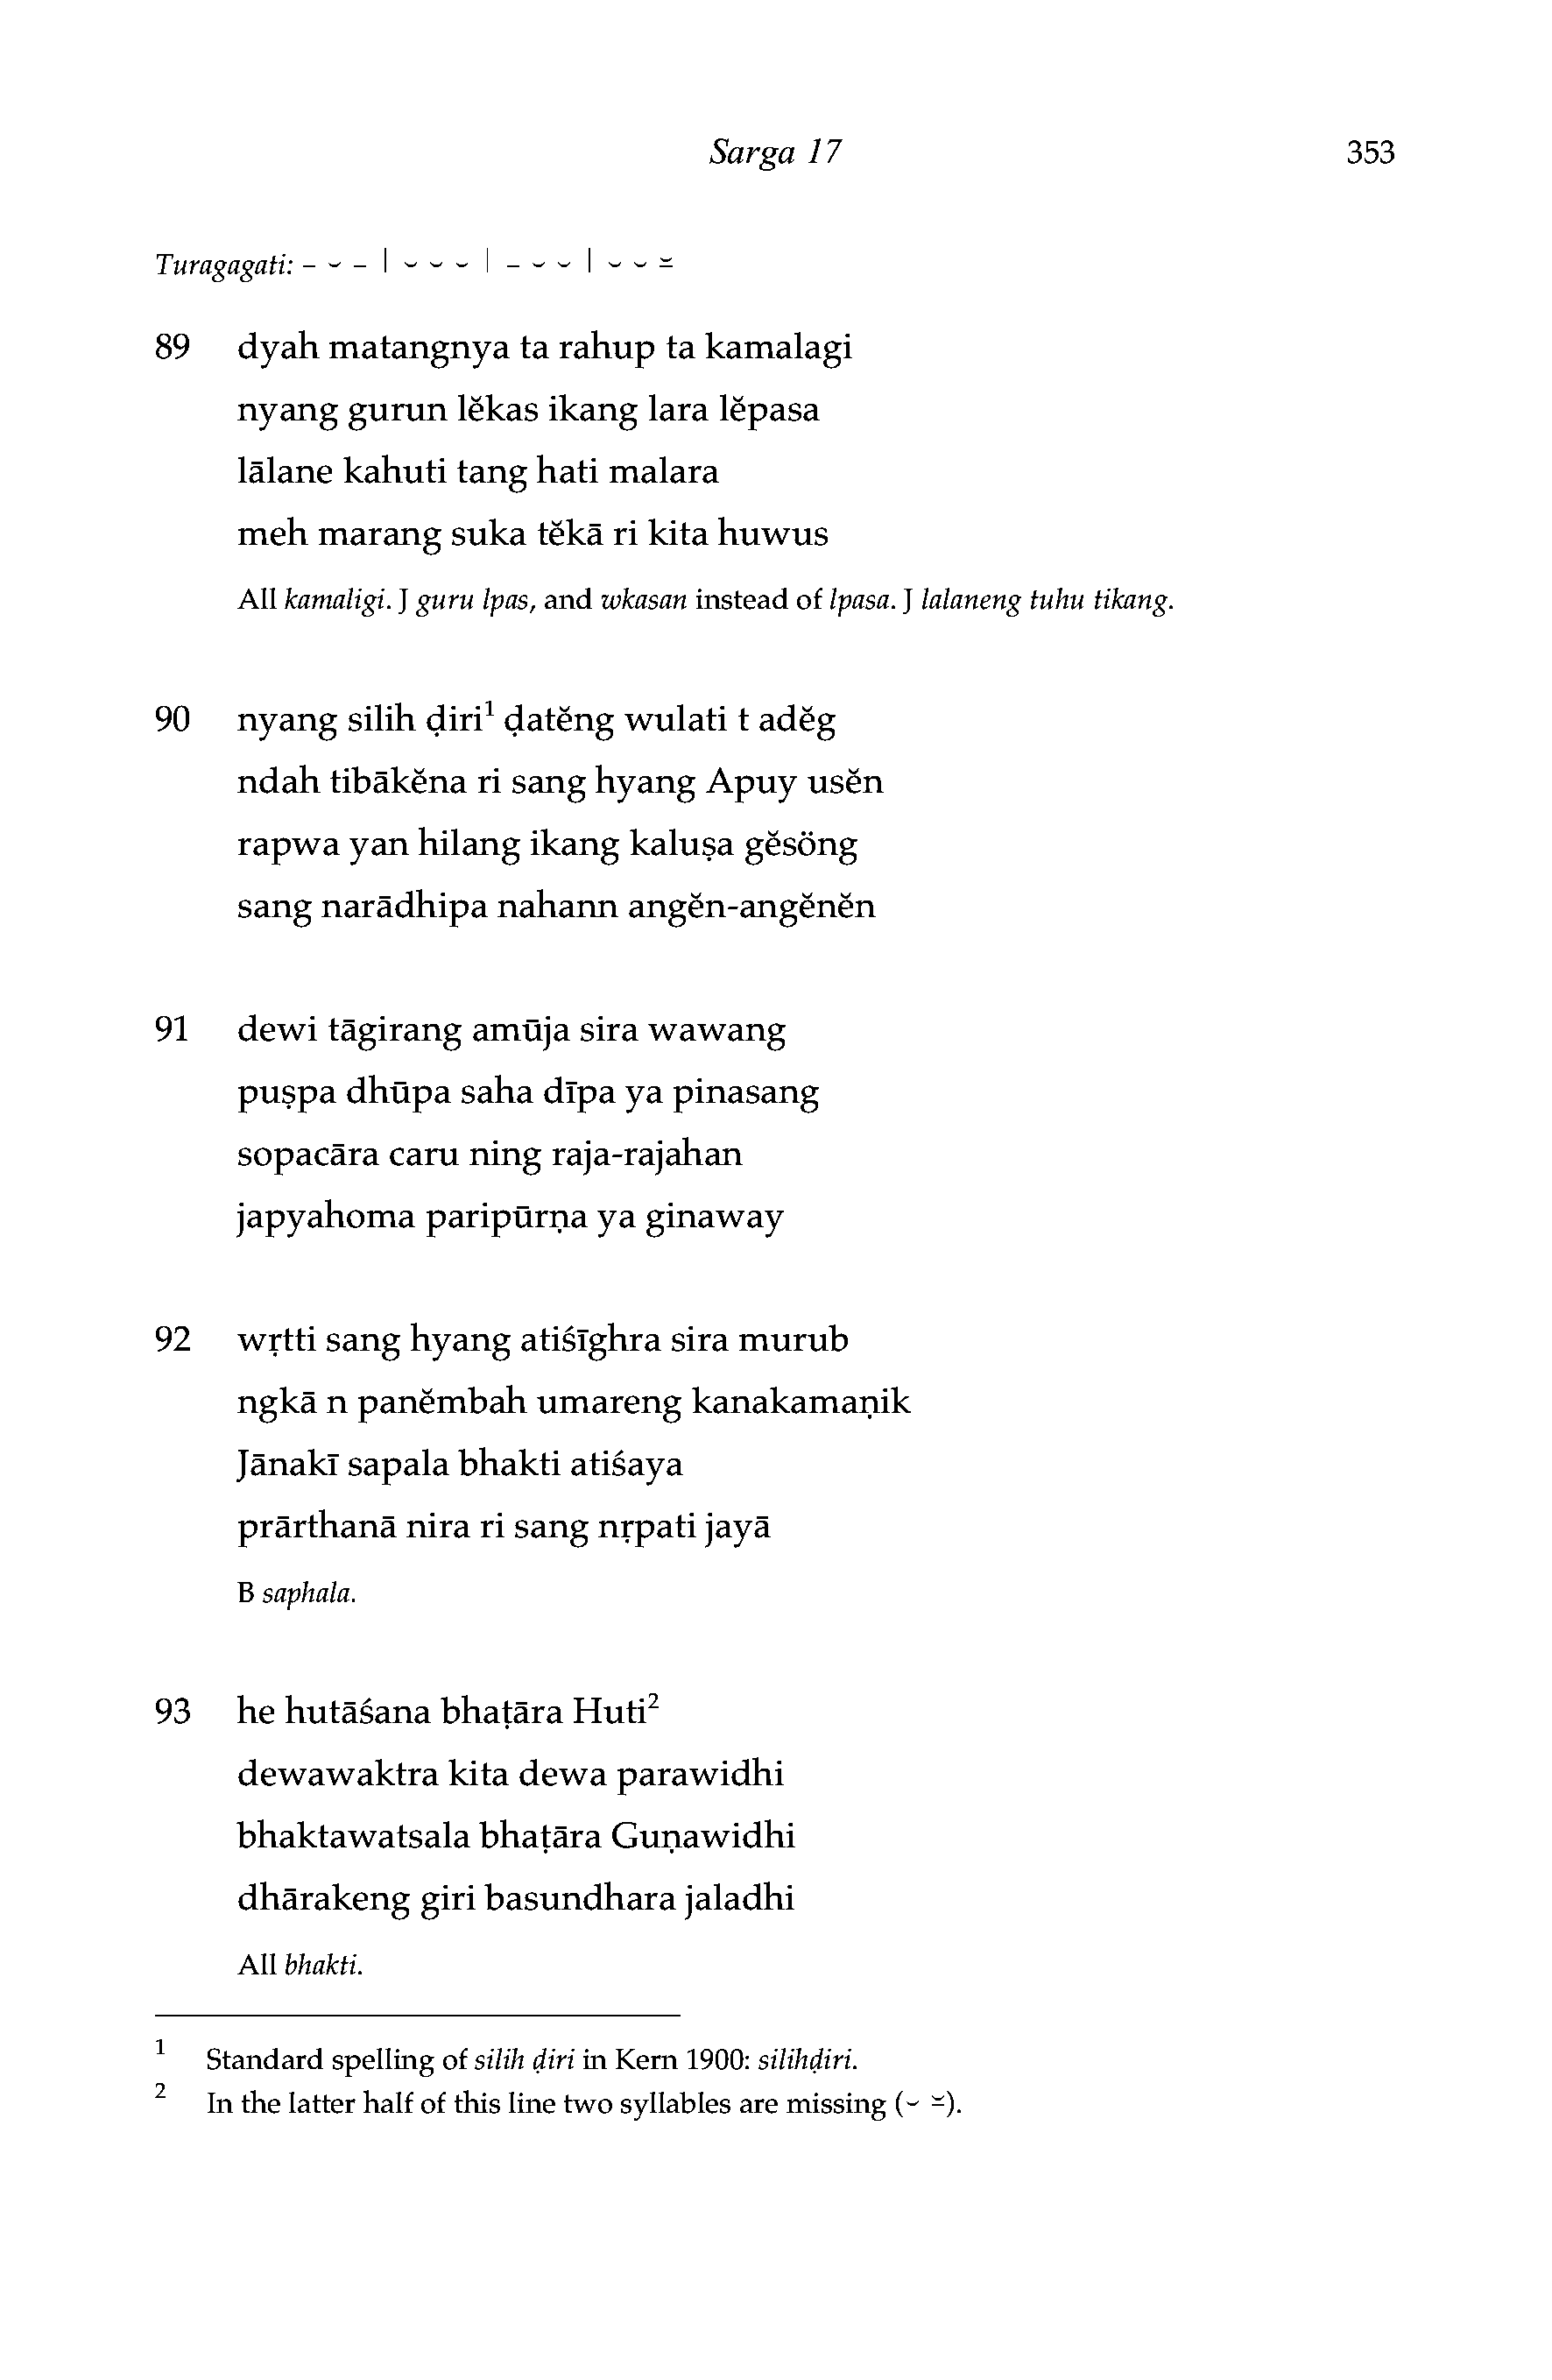 Sarga 17 353
Turagagati: – ⏑ – | ⏑ ⏑ ⏑ | – ⏑ ⏑ | ⏑ ⏑ ⏓
89 dyah matangnya ta rahup ta kamalagi
nyang gurun lĕkas ikang lara lĕpasa
lālane kahuti tang hati malara
meh marang suka tĕkā ri kita huwus
All kamaligi. J guru lpas, and wkasan instead of lpasa. J lalaneng tuhu tikang.
90 nyang silih ḍiri¹ ḍatĕng wulati t adĕg
ndah tibākĕna ri sang hyang Apuy usĕn
rapwa yan hilang ikang kaluṣa gĕsöng
sang narādhipa nahann angĕn-angĕnĕn
91 dewi tāgirang amūja sira wawang
puṣpa dhūpa saha dīpa ya pinasang
sopacāra caru ning raja-rajahan
japyahoma paripūrṇa ya ginaway
92 wṛtti sang hyang atiśīghra sira murub
ngkā n panĕmbah umareng kanakamaṇik
Jānakī sapala bhakti atiśaya
prārthanā nira ri sang nṛpati jayā
B saphala.
93 he hutāśana bhaṭāra Huti²
dewawaktra kita dewa parawidhi
bhaktawatsala bhaṭāra Guṇawidhi
dhārakeng giri basundhara jaladhi
All bhakti.
1 Standard spelling of silih ḍiri in Kern 1900: silihḍiri.
2 In the latter half of this line two syllables are missing (⏑ ⏓).